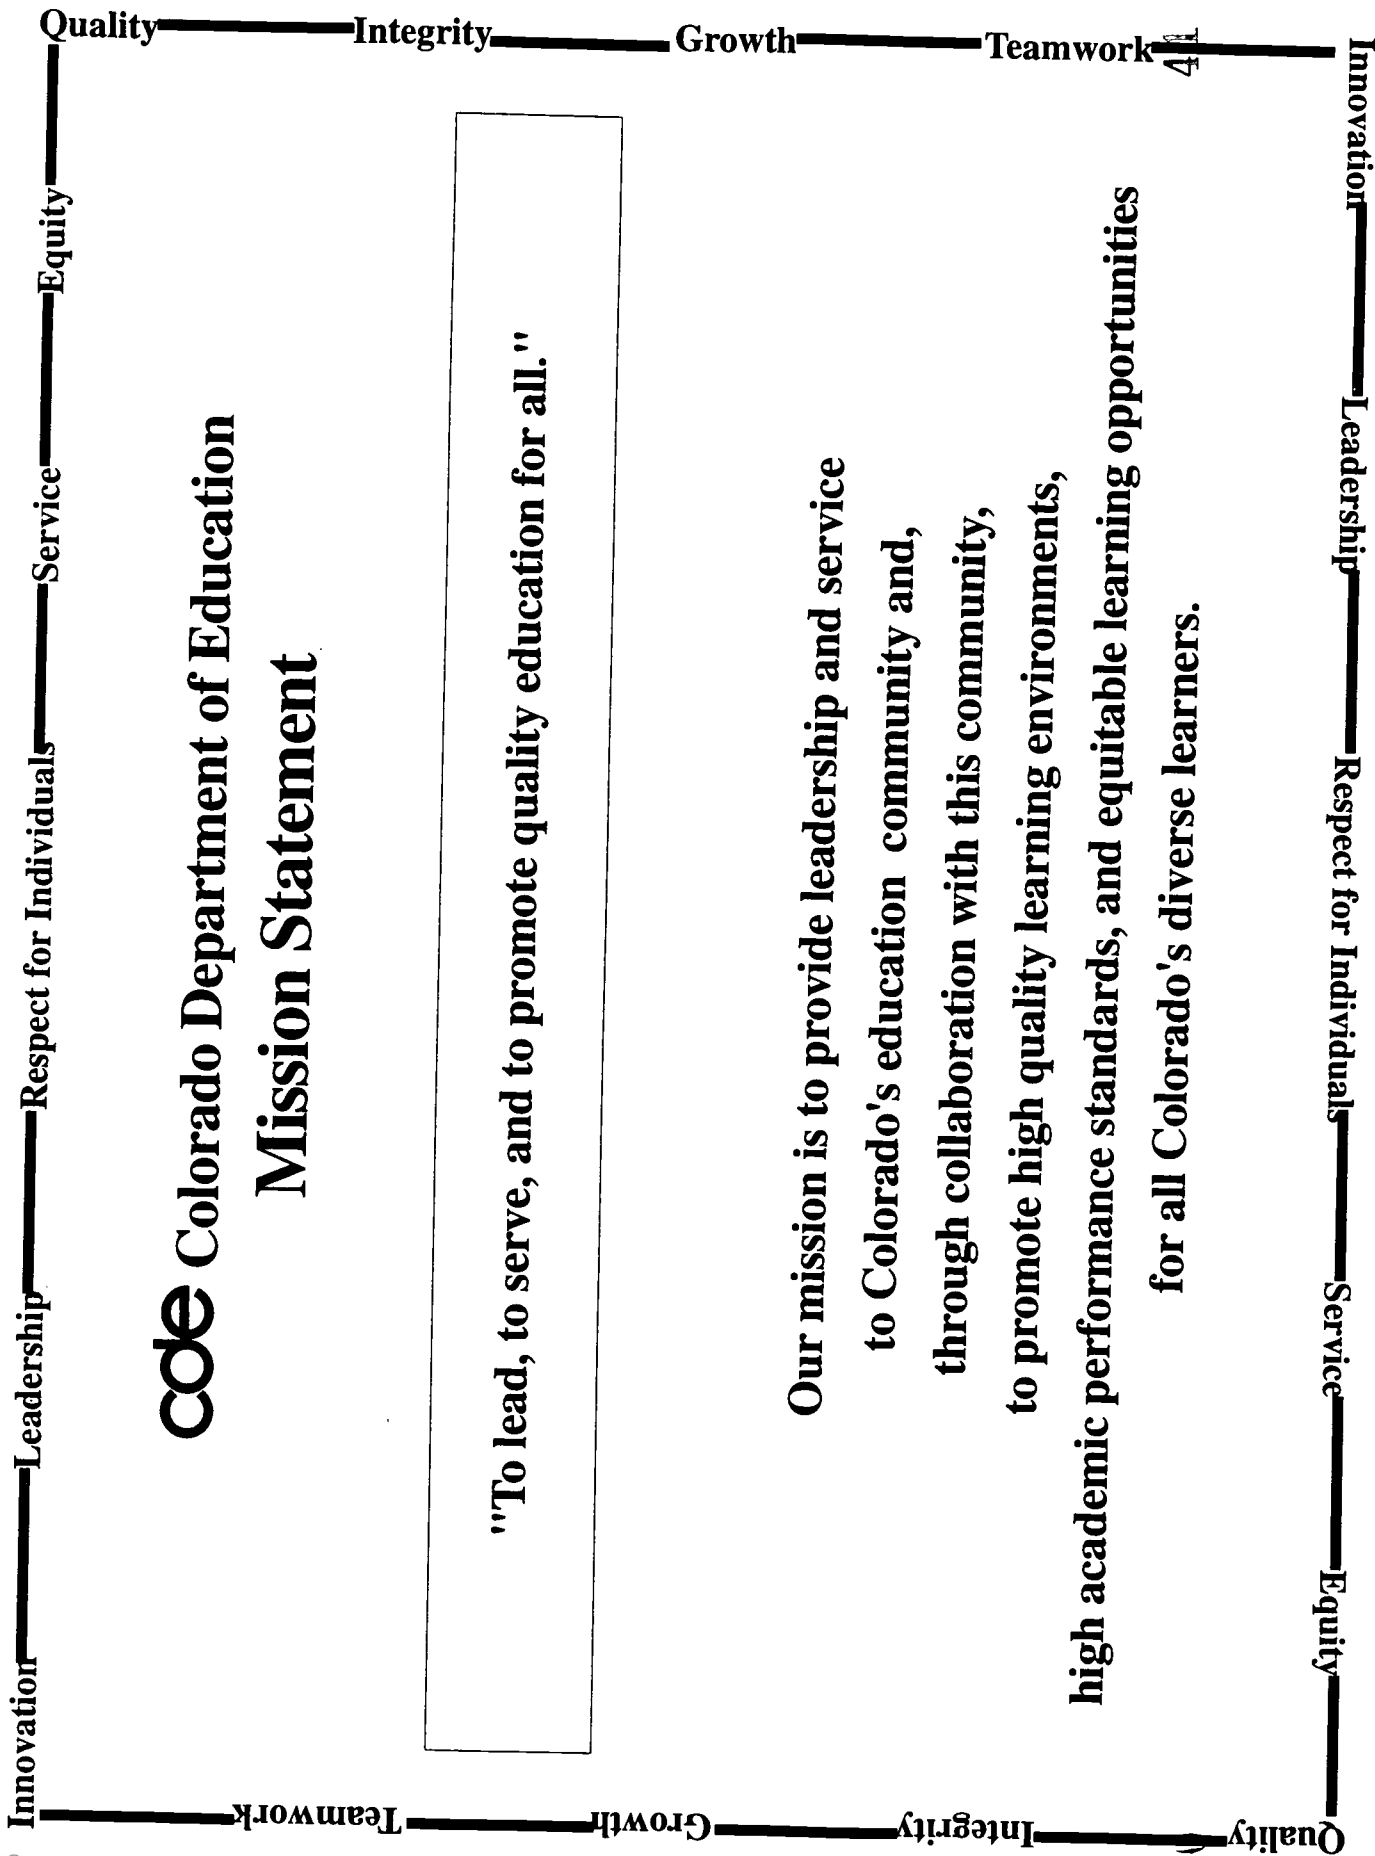 Innovation Leadership Respect for Individuals Service Equity
Quality Integrity Growth Teamwork
Innovation Leadership Respect for Individuals Service Equity
Quality Integrity Growth Teamwork
cde Colorado Department of Education
Mission Statement
"To lead, to serve, and to promote quality education for all."
Our mission is to provide leadership and service
to Colorado's education community and,
through collaboration with this community,
to promote high quality learning environments,
high academic performance standards, and equitable learning opportunities
for all Colorado's diverse learners.